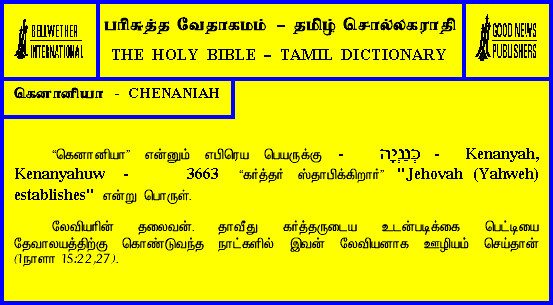 BELLWETHER
INTERNATIONAL
பரிசுத்த வேதாகமம் – தமிழ் சொல்லகராதி
THE HOLY BIBLE – TAMIL DICTIONARY
GOOD NEWS
PUBLISHERS
கெனானியா - CHENANIAH
“கெனானியா” என்னும் எபிரெய பெயருக்கு - כְּנַנְיָה - Kenanyah,
Kenanyahuw - 3663 “கர்த்தர் ஸ்தாபிக்கிறார்” "Jehovah (Yahweh)
establishes" என்று பொருள்.
லேவியரின் தலைவன். தாவீது கர்த்தருடைய உடன்படிக்கை பெட்டியை
தேவாலயத்திற்கு கொண்டுவந்த நாட்களில் இவன் லேவியனாக ஊழியம் செய்தான்
(1நாளா 15:22,27).